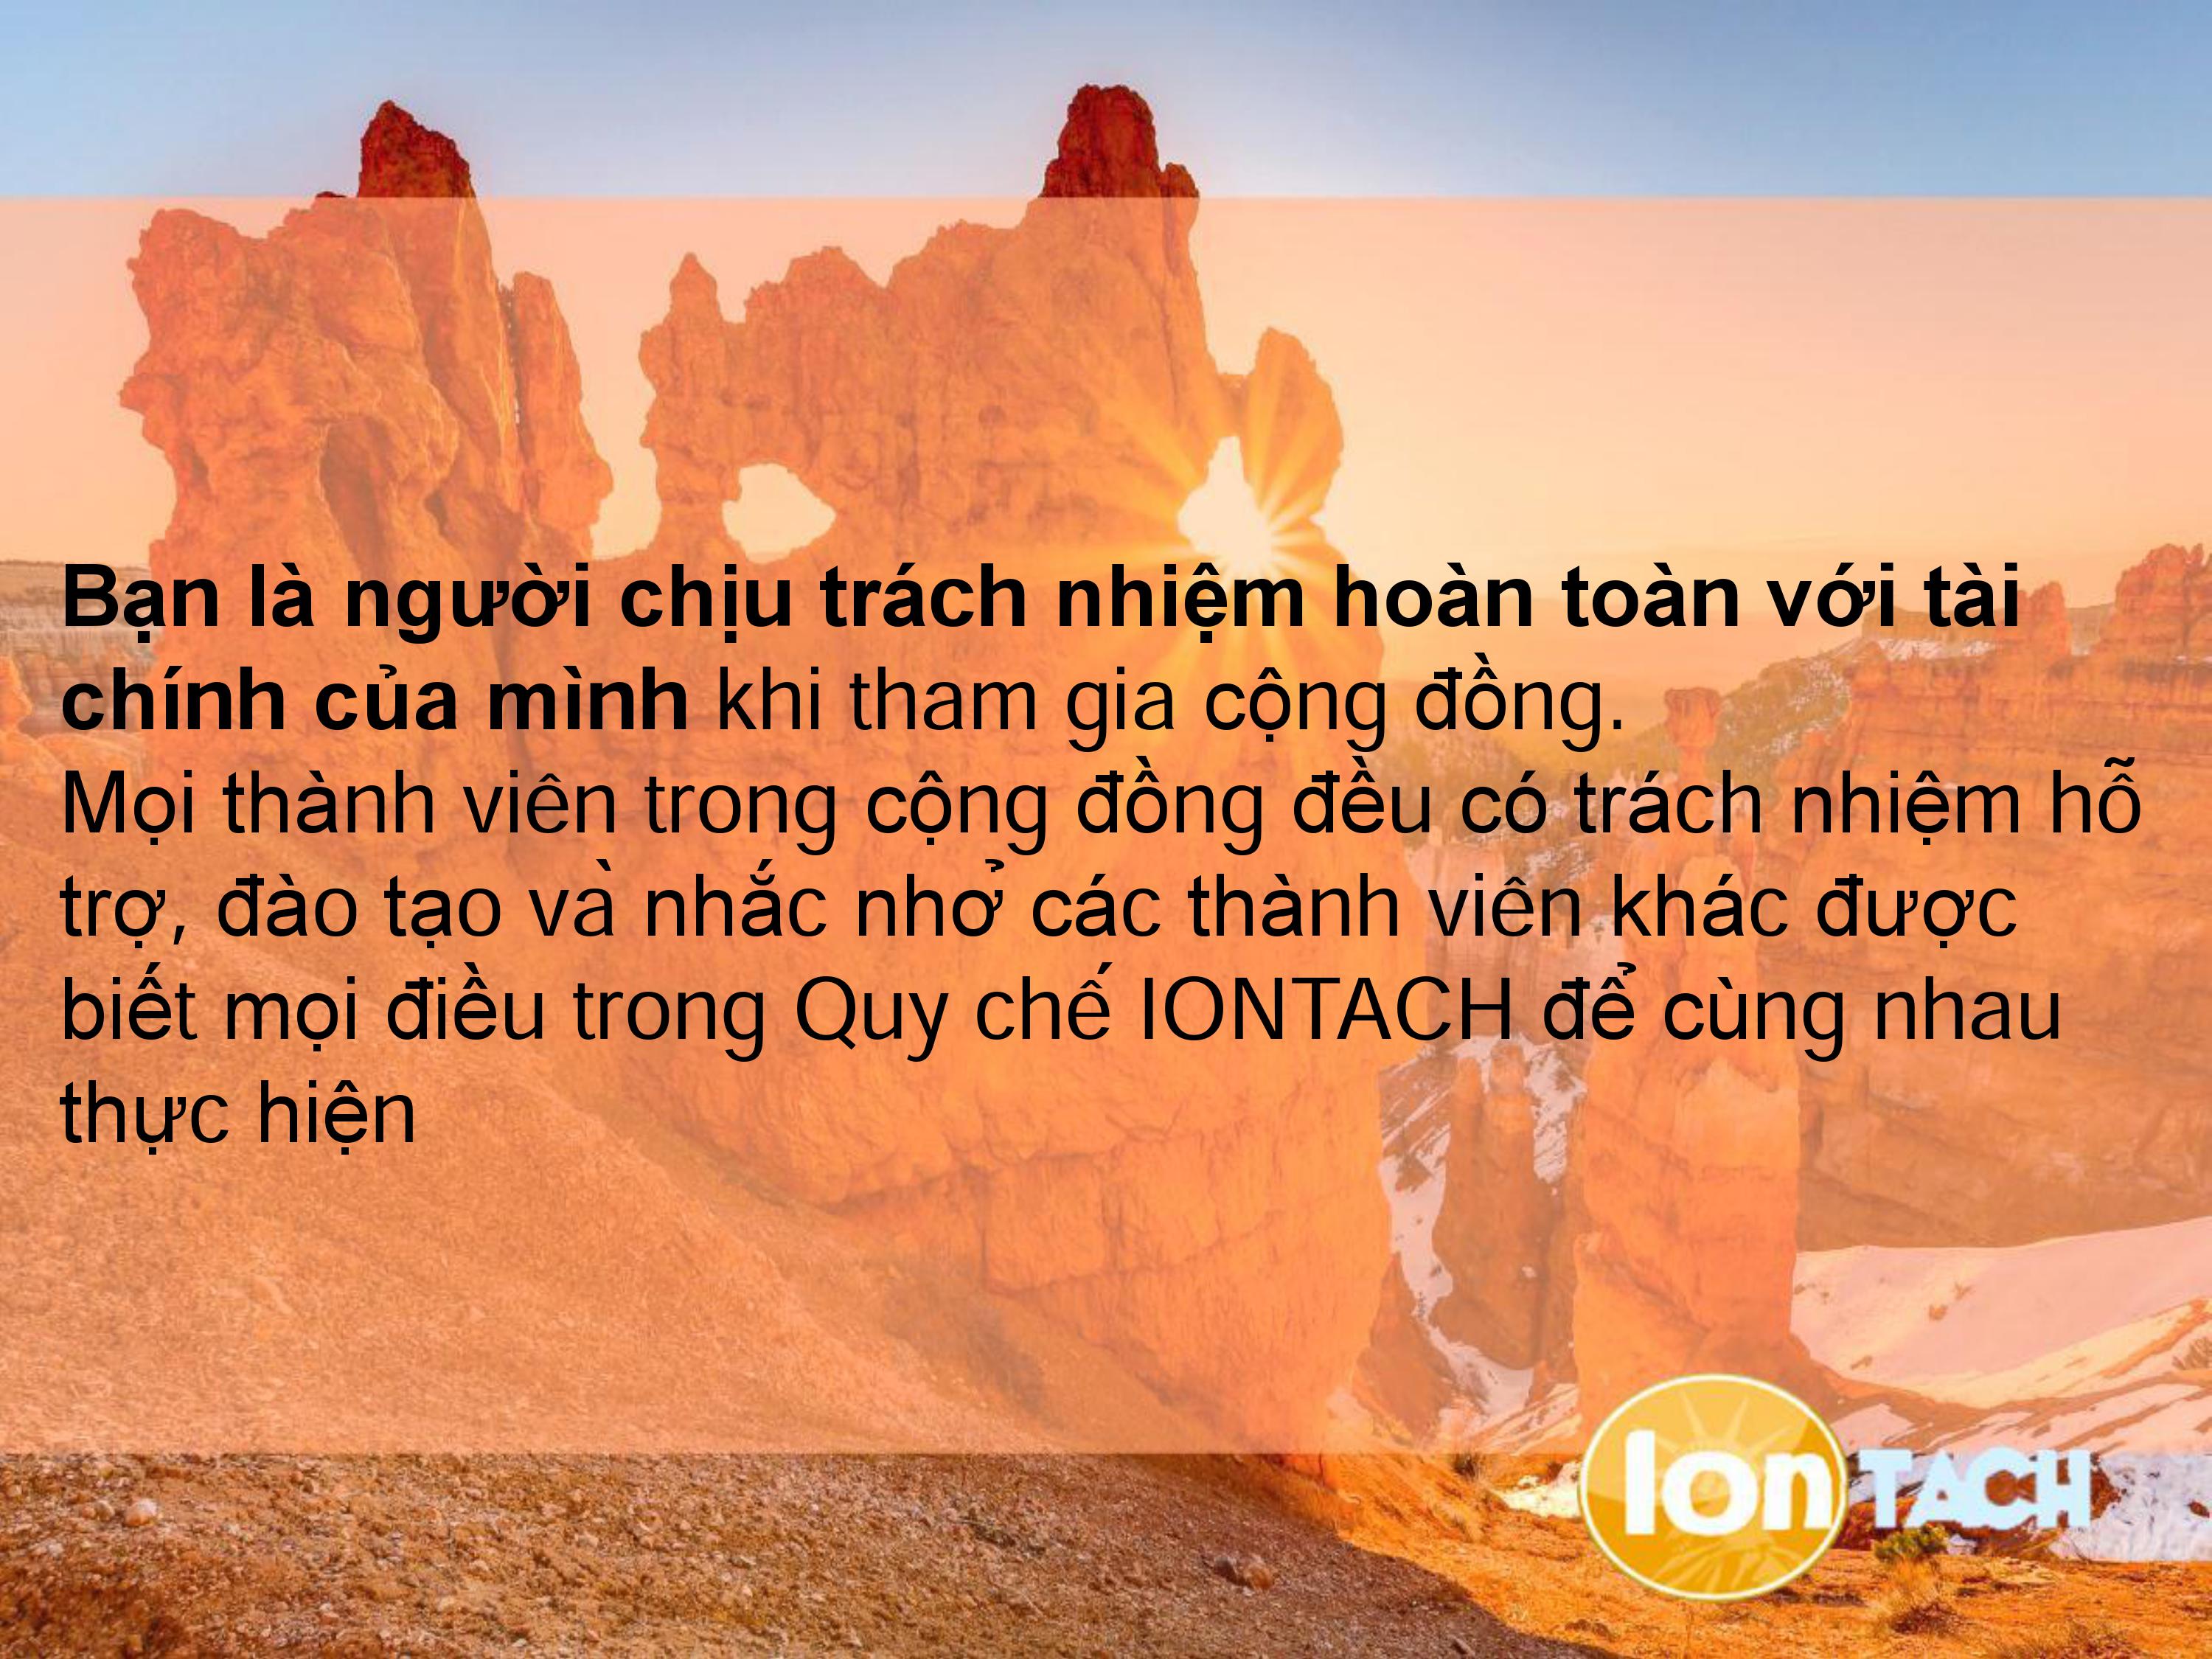 Bạn là người chịu trách nhiệm hoàn toàn với tài
chính của mình khi tham gia cộng đồng.
Mọi thành viên trong cộng đồng đều có trách nhiệm hỗ
trợ, đào tạo và nhắc nhở các thành viên khác được
biết mọi điều trong Quy chế IONTACH để cùng nhau
thực hiện
Ion TACH